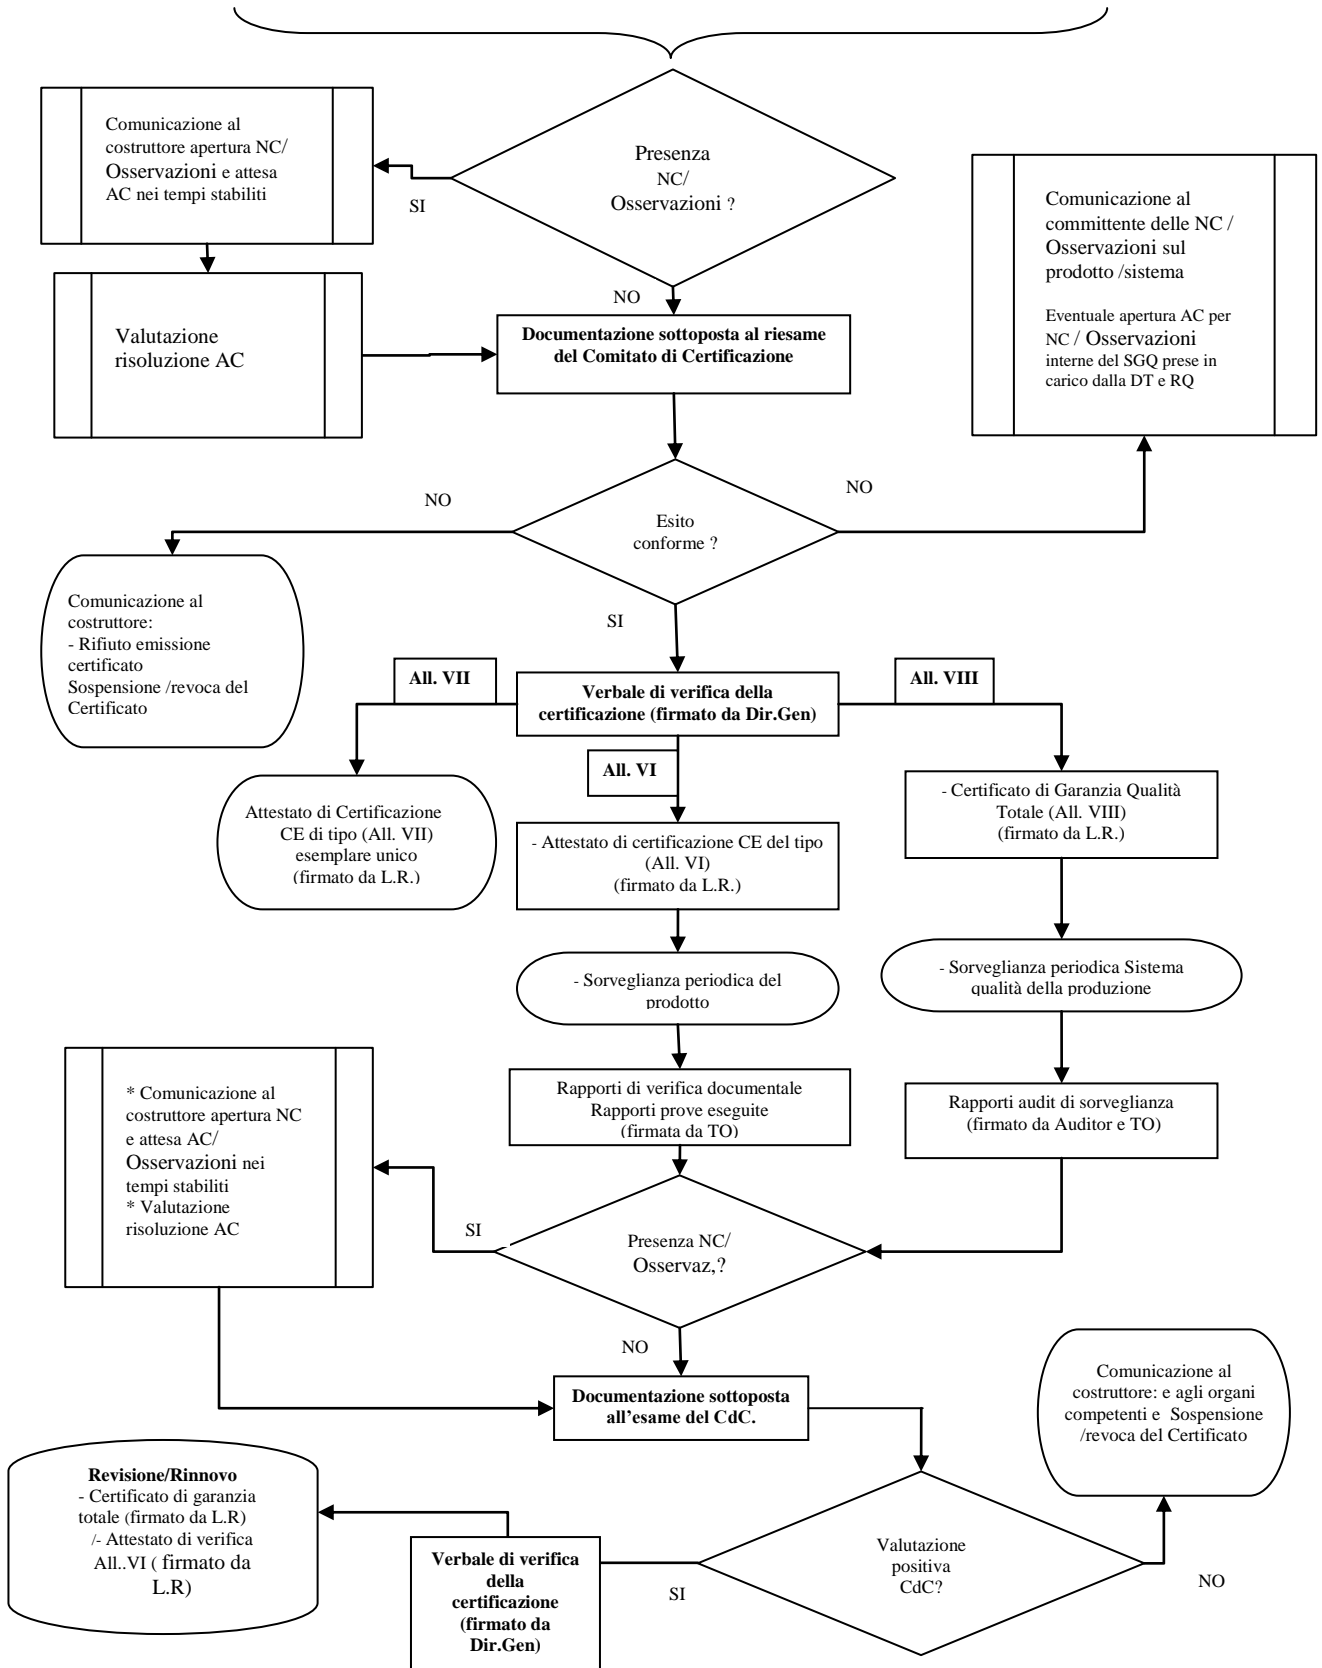 Presenza
NC/
Osservazioni ?
Comunicazione al
costruttore apertura NC/
Osservazioni e attesa
AC nei tempi stabiliti
SI
Comunicazione al
committente delle NC /
Osservazioni sul
prodotto /sistema
Eventuale apertura AC per
NC / Osservazioni
interne del SGQ prese in
carico dalla DT e RQ
NO
Valutazione
risoluzione AC
Documentazione sottoposta al riesame
del Comitato di Certificazione
NO
Esito
conforme ?
NO
Comunicazione al
costruttore:
- Rifiuto emissione
certificato
Sospensione /revoca del
Certificato
SI
All. VII
Verbale di verifica della
certificazione (firmato da Dir.Gen)
All. VIII
All. VI
Attestato di Certificazione
CE di tipo (All. VII)
esemplare unico
(firmato da L.R.)
- Attestato di certificazione CE del tipo
(All. VI)
(firmato da L.R.)
- Certificato di Garanzia Qualità
Totale (All. VIII)
(firmato da L.R.)
- Sorveglianza periodica del
prodotto
- Sorveglianza periodica Sistema
qualità della produzione
Rapporti di verifica documentale
Rapporti prove eseguite
(firmata da TO)
Rapporti audit di sorveglianza
(firmato da Auditor e TO)
* Comunicazione al
costruttore apertura NC
e attesa AC/
Osservazioni nei
tempi stabiliti
* Valutazione
risoluzione AC
SI
Presenza NC/
Osservaz,?
NO
Documentazione sottoposta
all'esame del CdC.
Comunicazione al
costruttore: e agli organi
competenti e Sospensione
/revoca del Certificato
Revisione/Rinnovo
- Certificato di garanzia
totale (firmato da L.R)
/- Attestato di verifica
All..VI ( firmato da
L.R)
Verbale di verifica
della
certificazione
(firmato da
Dir.Gen)
SI
Valutazione
positiva
CdC?
NO